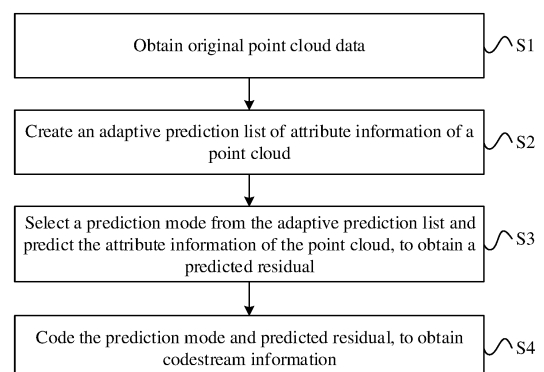 Obtain original point cloud data
S1
Create an adaptive prediction list of attribute information of a
point cloud
S2
Select a prediction mode from the adaptive prediction list and
predict the attribute information of the point cloud, to obtain a
predicted residual
S3
Code the prediction mode and predicted residual, to obtain
codestream information
S4